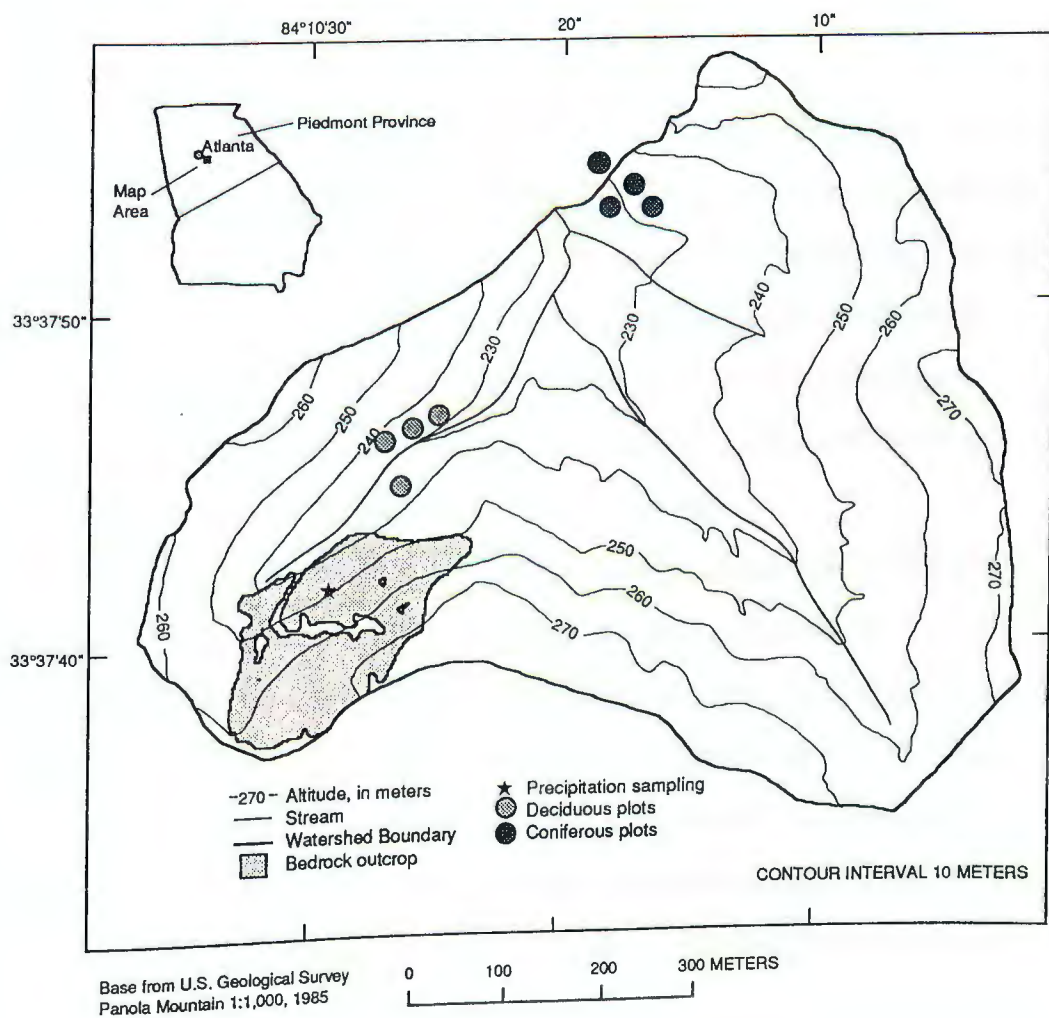 84°10'30"
20"
10"
Piedmont Province
Atlanta
Map
Area
33°37'50"
33°37'40"
230
240
250
260
270
260
250
240
230
250
260
270
260
270
-270- Altitude, in meters
Stream
Watershed Boundary
Bedrock outcrop
Precipitation sampling
Deciduous plots
Coniferous plots
CONTOUR INTERVAL 10 METERS
Base from U.S. Geological Survey
Panola Mountain 1:1,000, 1985
0 100 200 300 METERS